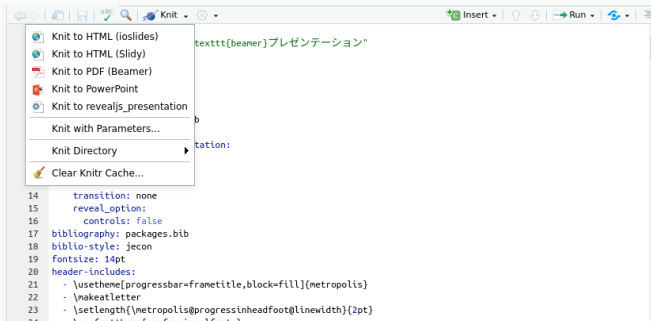 ABC Knit Insert Run
Knit to HTML (ioslides)
Knit to HTML (Slidy)
Knit to PDF (Beamer)
Knit to PowerPoint
Knit to revealjs_presentation
Knit with Parameters...
Knit Directory
Clear Knitr Cache...
texttt{beamer}プレゼンテーション"
b
tation:
14 transition: none
15 reveal_option:
16 controls: false
17 bibliography: packages.bib
18 biblio-style: jecon
19 fontsize: 14pt
20 header-includes:
21 - \usetheme[progressbar=frametitle,block=fill]{metropolis}
22 - \makeatletter
23 - \setlength{\metropolis@progressinheadfoot@linewidth}{2pt}